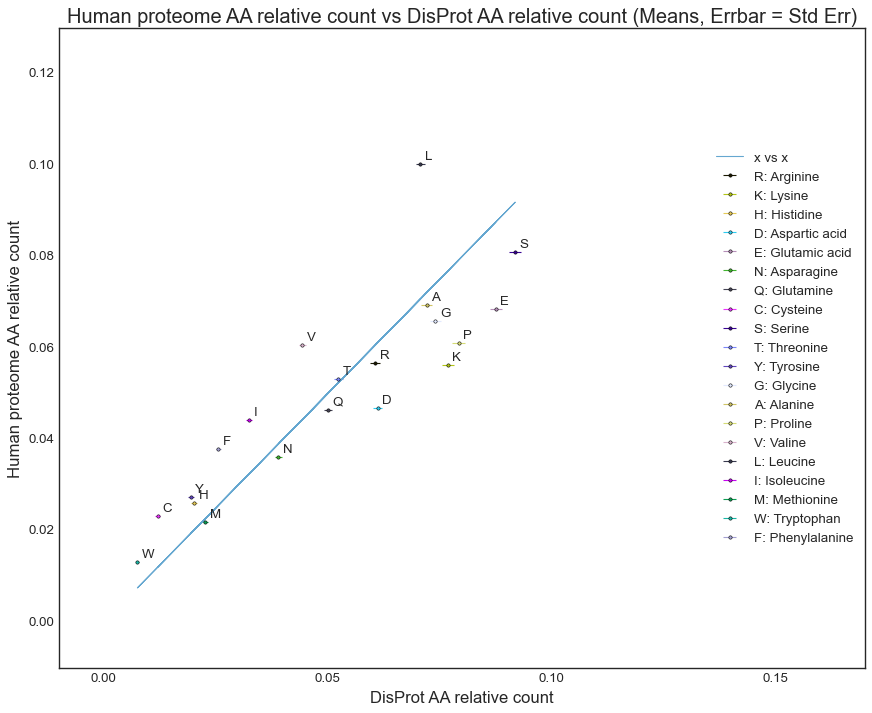 Human proteome AA relative count vs DisProt AA relative count (Means, Errbar = Std Err)
0.12
0.10
0.08
0.06
0.04
0.02
0.00
Human proteome AA relative count
L
S
A
G
E
P
K
V
R
T
D
Q
I
F
N
Y
H
C
M
W
x vs x
R: Arginine
K: Lysine
H: Histidine
D: Aspartic acid
E: Glutamic acid
N: Asparagine
Q: Glutamine
C: Cysteine
S: Serine
T: Threonine
Y: Tyrosine
G: Glycine
A: Alanine
P: Proline
V: Valine
L: Leucine
I: Isoleucine
M: Methionine
W: Tryptophan
F: Phenylalanine
0.00 0.05 0.10 0.15
DisProt AA relative count